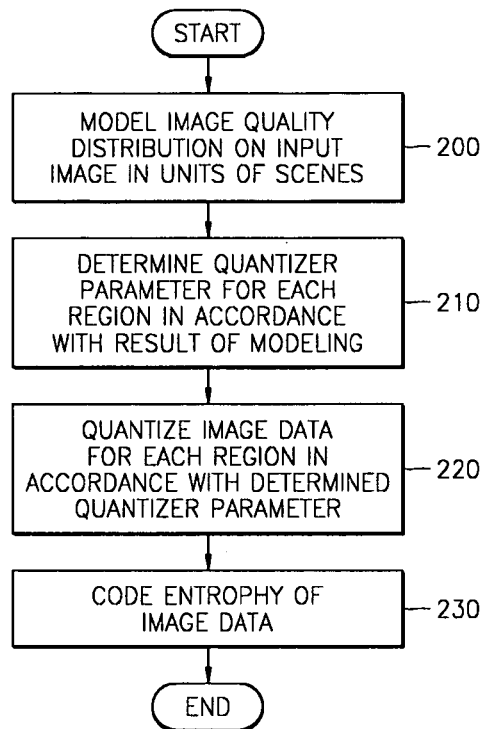 START
MODEL IMAGE QUALITY
DISTRIBUTION ON INPUT
IMAGE IN UNITS OF SCENES
200
DETERMINE QUANTIZER
PARAMETER FOR EACH
REGION IN ACCORDANCE
WITH RESULT OF MODELING
210
QUANTIZE IMAGE DATA
FOR EACH REGION IN
ACCORDANCE WITH DETERMINED
QUANTIZER PARAMETER
220
CODE ENTROPHY OF
IMAGE DATA
230
END